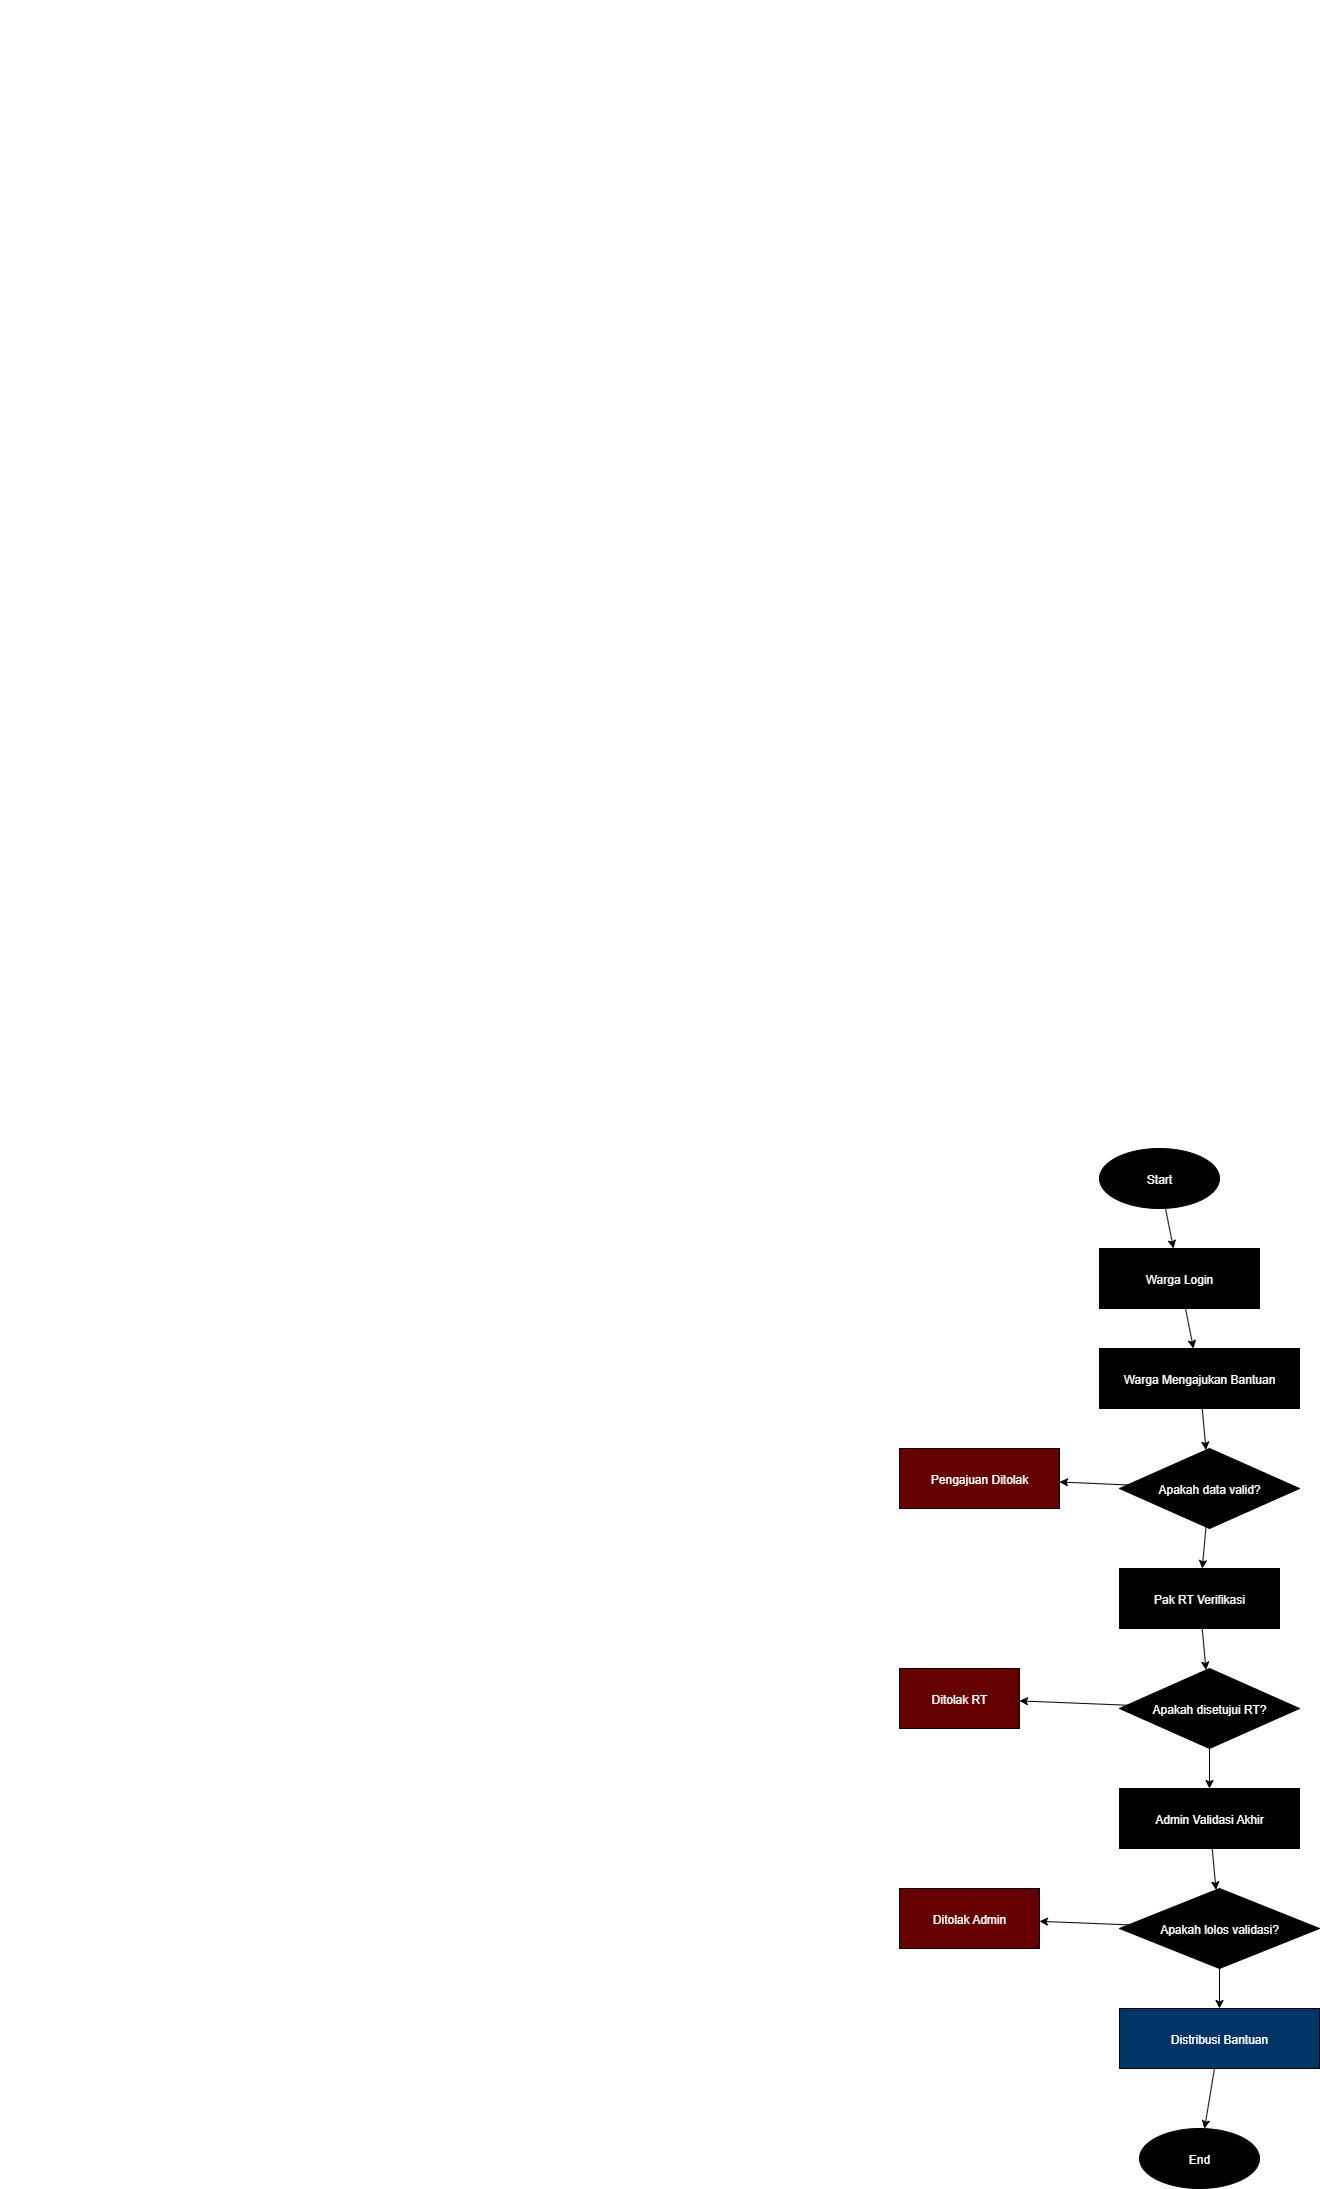 Start
Warga Login
Warga Mengajukan Bantuan
Pengajuan Ditolak
Apakah data valid?
Pak RT Verifikasi
Ditolak RT
Apakah disetujui RT?
Admin Validasi Akhir
Ditolak Admin
Apakah lolos validasi?
Distribusi Bantuan
End